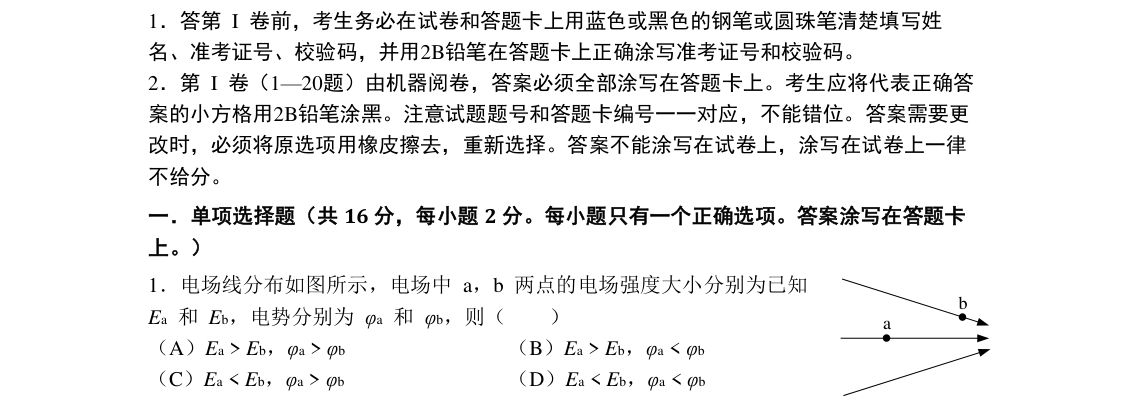 1．答第 I 卷前，考生务必在试卷和答题卡上用蓝色或黑色的钢笔或圆珠笔清楚填写姓
名、准考证号、校验码，并用2B铅笔在答题卡上正确涂写准考证号和校验码。
2．第 I 卷（1—20题）由机器阅卷，答案必须全部涂写在答题卡上。考生应将代表正确答
案的小方格用2B铅笔涂黑。注意试题题号和答题卡编号一一对应，不能错位。答案需要更
改时，必须将原选项用橡皮擦去，重新选择。答案不能涂写在试卷上，涂写在试卷上一律
不给分。
一．单项选择题（共 16 分，每小题 2 分。每小题只有一个正确选项。答案涂写在答题卡
上。）
1．电场线分布如图所示，电场中 a，b 两点的电场强度大小分别为已知
Ea 和 Eb，电势分别为 φa 和 φb，则（　　）
（A）Ea > Eb，φa > φb （B）Ea > Eb，φa < φb
（C）Ea < Eb，φa > φb （D）Ea < Eb，φa < φb
b
a